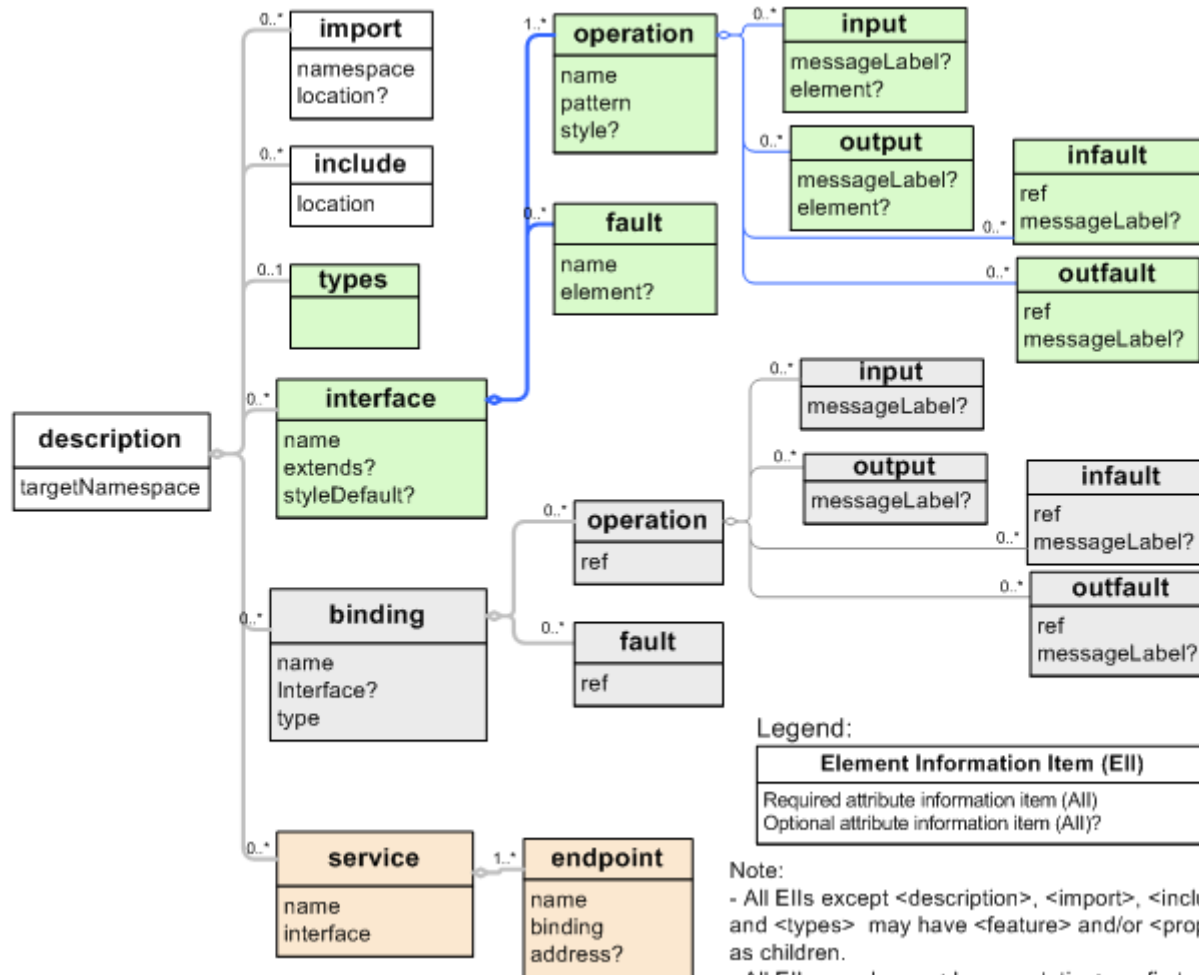 0..*
import
namespace
location?
0..*
include
location
0..1
types
0..*
interface
name
extends?
styleDefault?
description
targetNamespace
0..*
binding
name
Interface?
type
0..*
service
name
interface
1..*
endpoint
name
binding
address?
1..*
operation
name
pattern
style?
0..*
fault
name
element?
0..*
input
messageLabel?
element?
0..*
output
messageLabel?
element?
0..*
infault
ref
messageLabel?
0..*
outfault
ref
messageLabel?
0..*
operation
ref
0..*
fault
ref
0..*
input
messageLabel?
0..*
output
messageLabel?
0..*
infault
ref
messageLabel?
0..*
outfault
ref
messageLabel?
Legend:
Element Information Item (EII)
Required attribute information item (AII)
Optional attribute information item (AII)?
Note:
- All EIIs except <description>, <import>, <inclu
and <types> may have <feature> and/or <prop
as children.